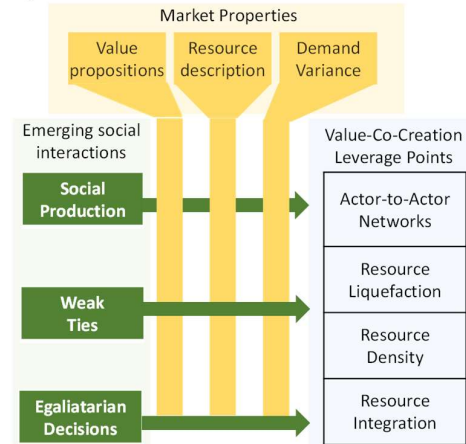 Market Properties
Value
propositions
Resource
description
Demand
Variance
Emerging social
interactions
Value-Co-Creation
Leverage Points
Social
Production
Actor-to-Actor
Networks
Weak
Ties
Resource
Liquefaction
Resource
Density
Egaliatarian
Decisions
Resource
Integration